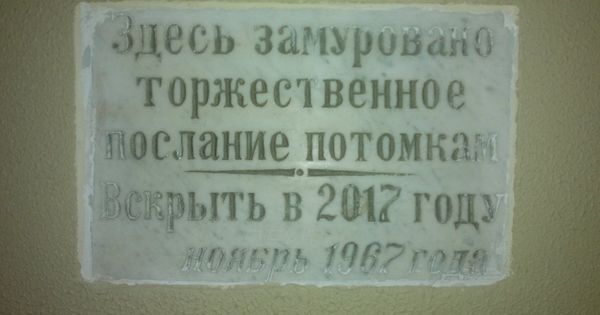 Здесь замуровано
торжественное
послание потомкам
Вскрыть в 2017 году
ноябрь 1967 года